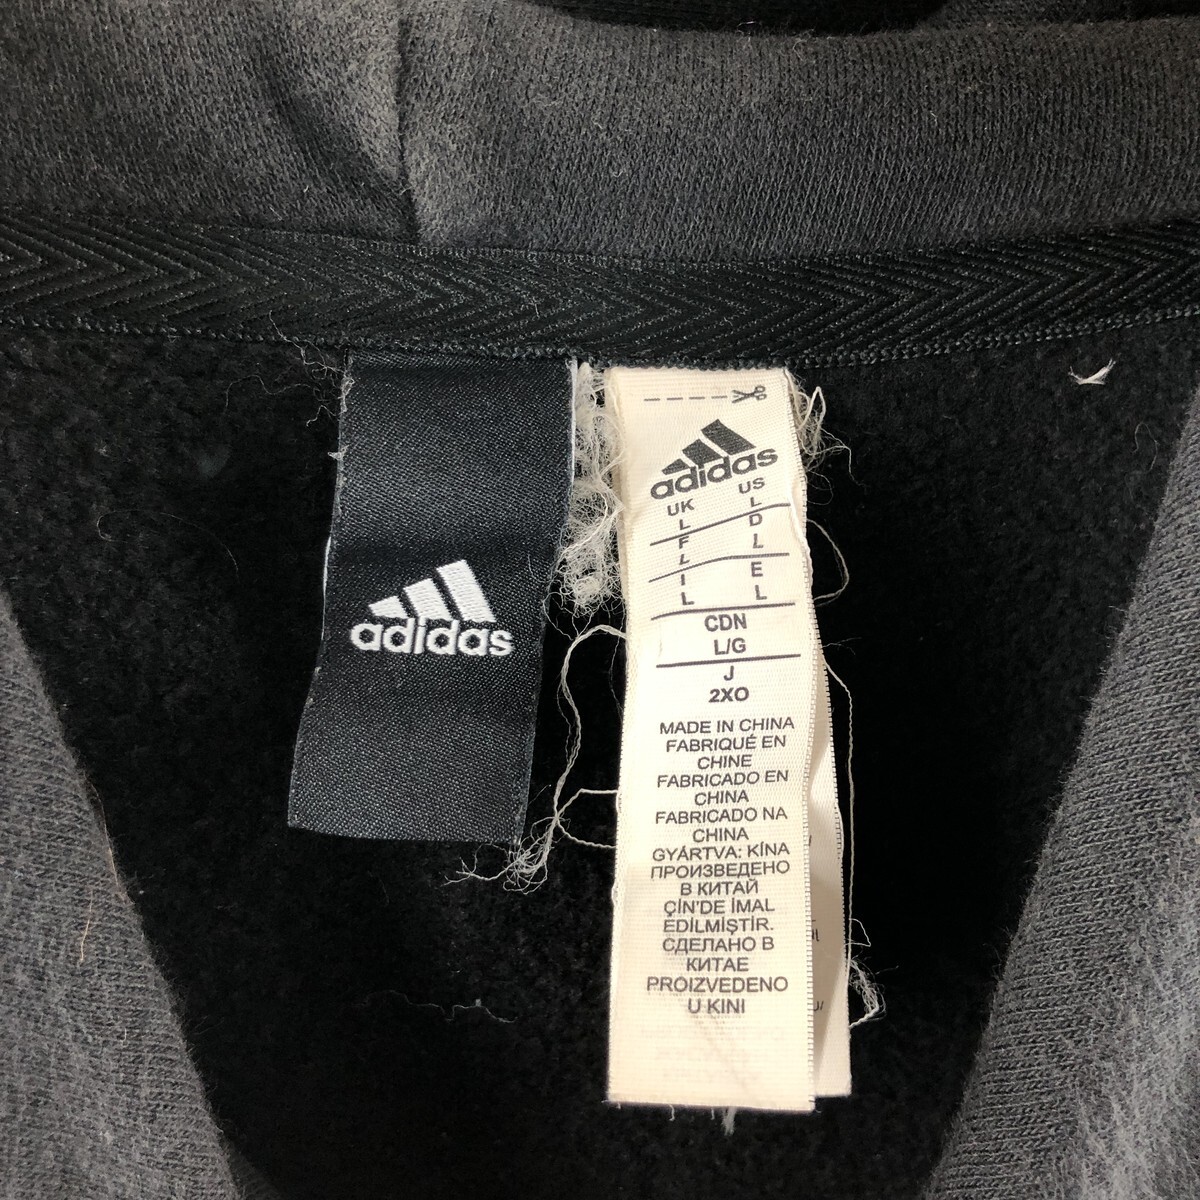 adidas
adidas
UK US
L L
F D
L L
I E
L L
CDN
L/G
J
2XO
MADE IN CHINA
FABRIQUÉ EN
CHINE
FABRICADO EN
CHINA
FABRICADO NA
CHINA
GYÁRTVA: KÍNA
ПРОИЗВЕДЕНО
В КИТАЙ
ÇİN'DE İMAL
EDİLMİŞTİR.
СДЕЛАНО В
КИТАЕ
PROIZVEDENO
U KINI